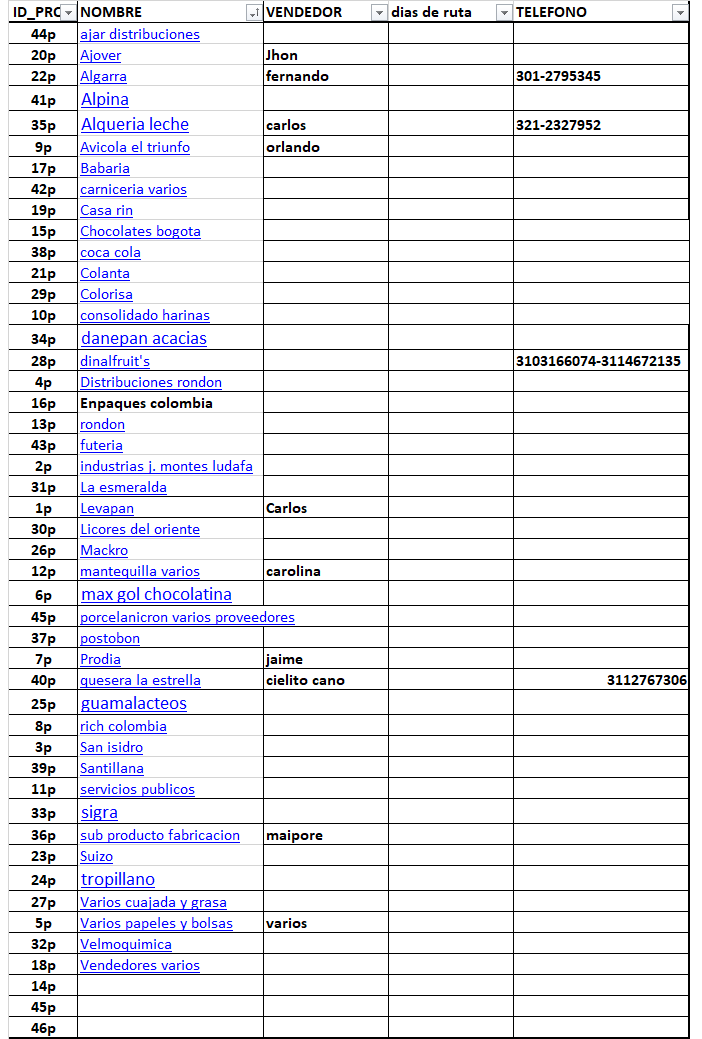 ID_PRO NOMBRE VENDEDOR dias de ruta TELEFONO
44p ajar distribuciones
20p Ajover Jhon
22p Algarra fernando 301-2795345
41p Alpina
35p Alqueria leche carlos 321-2327952
9p Avicola el triunfo orlando
17p Babaria
42p carniceria varios
19p Casa rin
15p Chocolates bogota
38p coca cola
21p Colanta
29p Colorisa
10p consolidado harinas
34p danepan acacias
28p dinalfruit's 3103166074-3114672135
4p Distribuciones rondon
16p Enpaques colombia
13p rondon
43p futeria
2p industrias j. montes ludafa
31p La esmeralda
1p Levapan Carlos
30p Licores del oriente
26p Mackro
12p mantequilla varios carolina
6p max gol chocolatina
45p porcelanicron varios proveedores
37p postobon
7p Prodia jaime
40p quesera la estrella cielito cano 3112767306
25p guamalacteos
8p rich colombia
3p San isidro
39p Santillana
11p servicios publicos
33p sigra
36p sub producto fabricacion maipore
23p Suizo
24p tropillano
27p Varios cuajada y grasa
5p Varios papeles y bolsas varios
32p Velmoquimica
18p Vendedores varios
14p
45p
46p